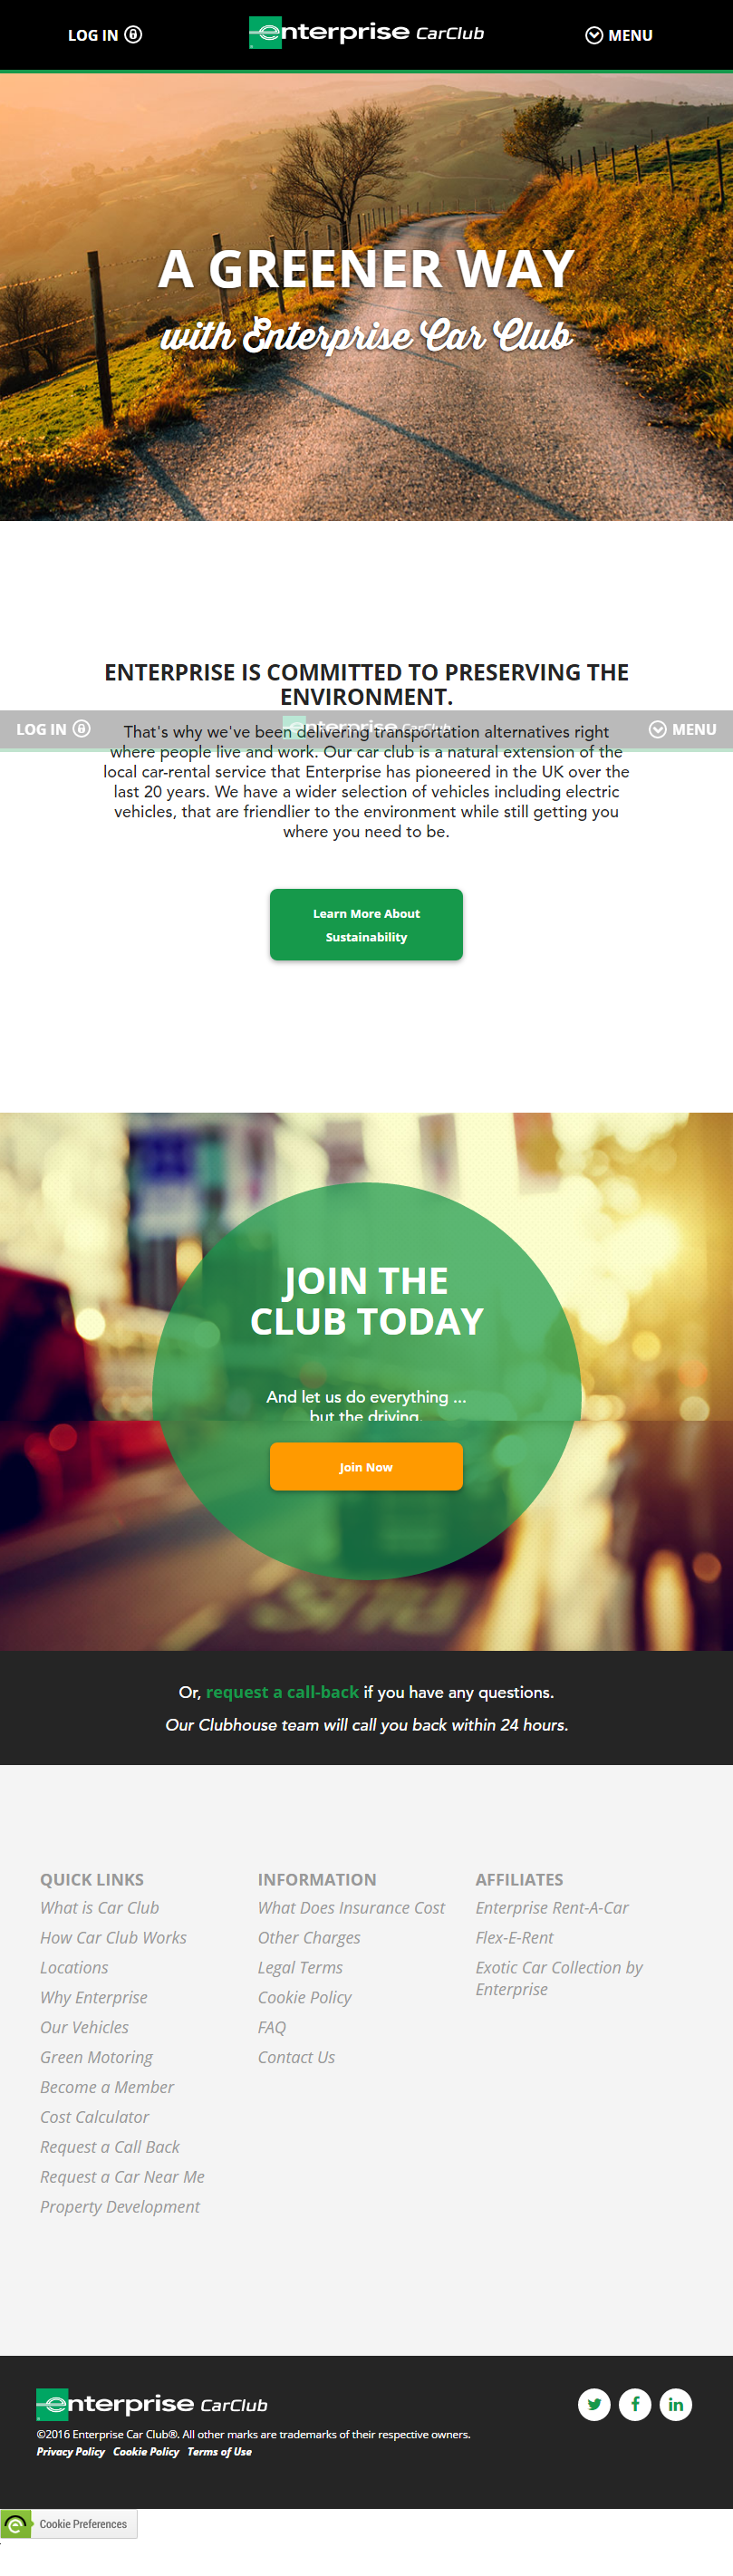 LOG IN
enterprise CarClub
MENU
A GREENER WAY
with Enterprise Car Club
ENTERPRISE IS COMMITTED TO PRESERVING THE
ENVIRONMENT.
LOG IN
enterprise CarClub
MENU
That's why we've been delivering transportation alternatives right
where people live and work. Our car club is a natural extension of the
local car-rental service that Enterprise has pioneered in the UK over the
last 20 years. We have a wider selection of vehicles including electric
vehicles, that are friendlier to the environment while still getting you
where you need to be.
Learn More About
Sustainability
JOIN THE
CLUB TODAY
And let us do everything ...
but the driving.
Join Now
Or, request a call-back if you have any questions.
Our Clubhouse team will call you back within 24 hours.
QUICK LINKS
What is Car Club
How Car Club Works
Locations
Why Enterprise
Our Vehicles
Green Motoring
Become a Member
Cost Calculator
Request a Call Back
Request a Car Near Me
Property Development
INFORMATION
What Does Insurance Cost
Other Charges
Legal Terms
Cookie Policy
FAQ
Contact Us
AFFILIATES
Enterprise Rent-A-Car
Flex-E-Rent
Exotic Car Collection by
Enterprise
enterprise CarClub
©2016 Enterprise Car Club®. All other marks are trademarks of their respective owners.
Privacy Policy Cookie Policy Terms of Use
Cookie Preferences